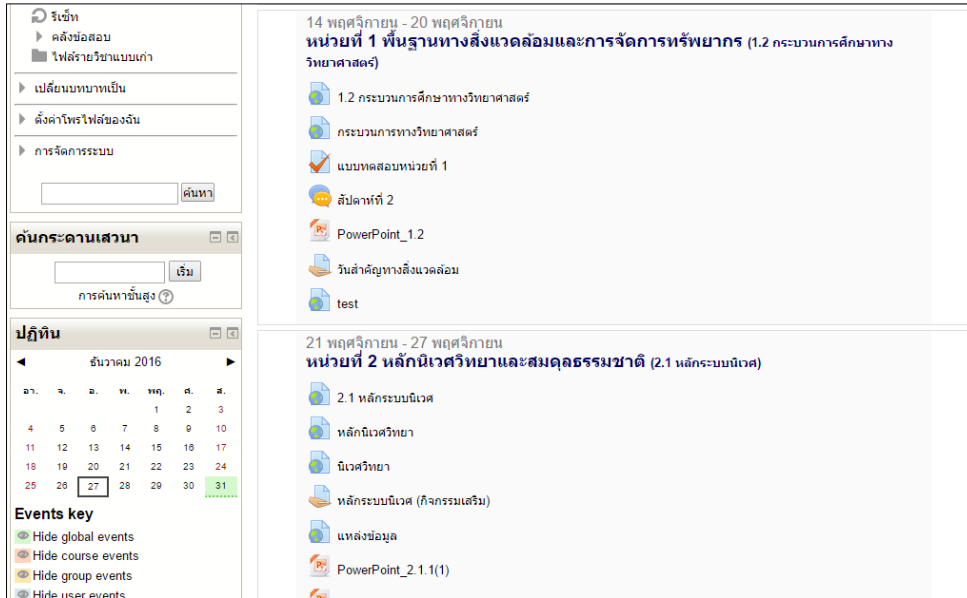 รีเซ็ท
คลังข้อสอบ
ไฟล์รายวิชาแบบเก่า
เปลี่ยนบทบาทเป็น
ตั้งค่าโพรไฟล์ของฉัน
การจัดการระบบ
ค้นหา
ค้นกระดานเสวนา
เริ่ม
การค้นหาชั้นสูง
ปฏิทิน
ธันวาคม 2016
อา. จ. อ. พ. พฤ. ศ. ส.
1 2 3
4 5 6 7 8 9 10
11 12 13 14 15 16 17
18 19 20 21 22 23 24
25 26 27 28 29 30 31
Events key
Hide global events
Hide course events
Hide group events
Hide user events
14 พฤศจิกายน - 20 พฤศจิกายน
หน่วยที่ 1 พื้นฐานทางสิ่งแวดล้อมและการจัดการทรัพยากร (1.2 กระบวนการศึกษาทาง
วิทยาศาสตร์)
1.2 กระบวนการศึกษาทางวิทยาศาสตร์
กระบวนการทางวิทยาศาสตร์
แบบทดสอบหน่วยที่ 1
สัปดาห์ที่ 2
PowerPoint_1.2
วันสำคัญทางสิ่งแวดล้อม
test
21 พฤศจิกายน - 27 พฤศจิกายน
หน่วยที่ 2 หลักนิเวศวิทยาและสมดุลธรรมชาติ (2.1 หลักระบบนิเวศ)
2.1 หลักระบบนิเวศ
หลักนิเวศวิทยา
นิเวศวิทยา
หลักระบบนิเวศ (กิจกรรมเสริม)
แหล่งข้อมูล
PowerPoint_2.1.1(1)